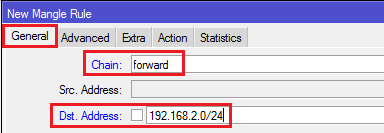 New Mangle Rule
General Advanced Extra Action Statistics
Chain: forward
Src. Address:
Dst. Address: 192.168.2.0/24